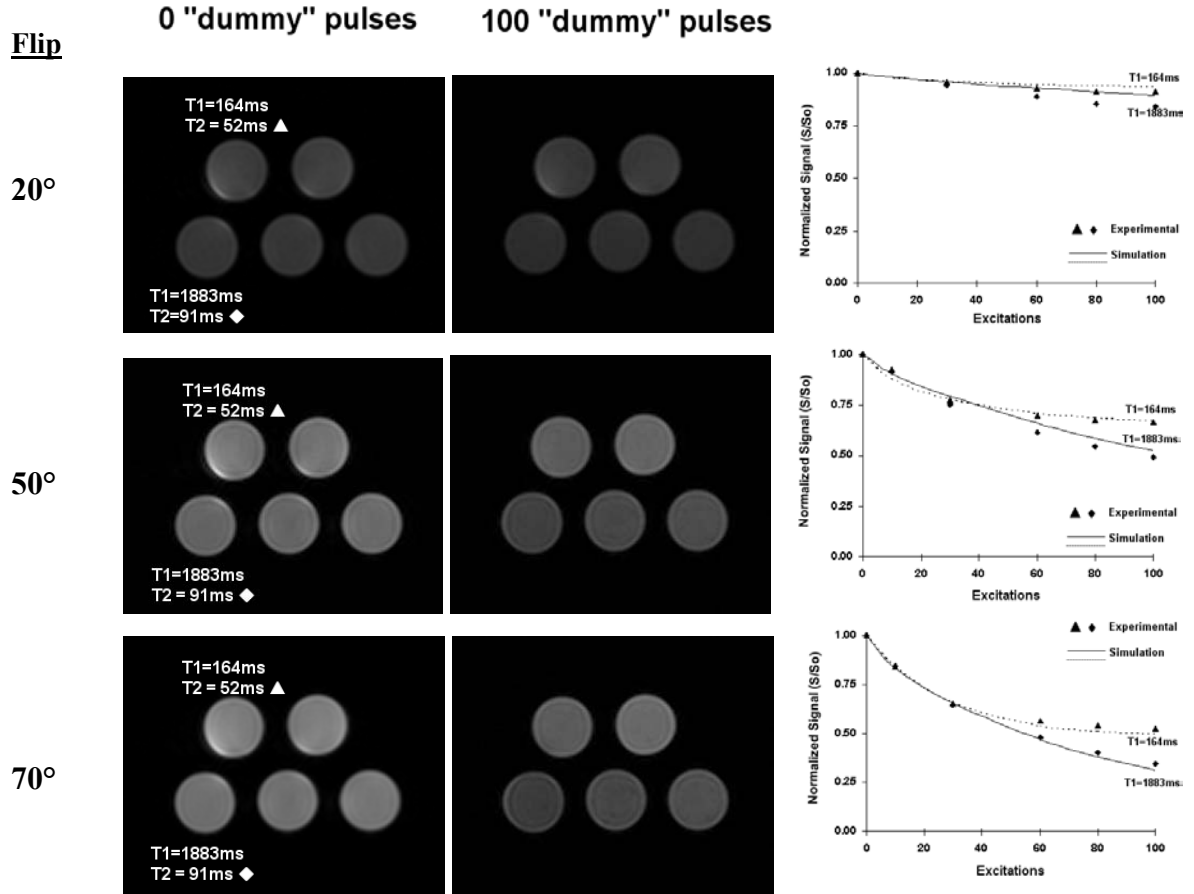 0 "dummy" pulses
100 "dummy" pulses
Flip
20°
T1=164ms
T2 = 52ms ▲
T1=1883ms
T2=91ms ◆
Normalized Signal (S/So)
1.00
0.75
0.50
0.25
0.00
T1=164ms
T1=1883ms
▲ ◆ Experimental
Simulation
0 20 40 60 80 100
Excitations
50°
T1=164ms
T2 = 52ms ▲
T1=1883ms
T2 = 91ms ◆
Normalized Signal (S/So)
1.00
0.75
0.50
0.25
0.00
T1=164ms
T1=1883ms
▲ ◆ Experimental
Simulation
0 20 40 60 80 100
Excitations
70°
T1=164ms
T2 = 52ms ▲
T1=1883ms
T2 = 91ms ◆
Normalized Signal (S/So)
1.00
0.75
0.50
0.25
0.00
▲ ◆ Experimental
Simulation
T1=164ms
T1=1883ms
0 20 40 60 80 100
Excitations